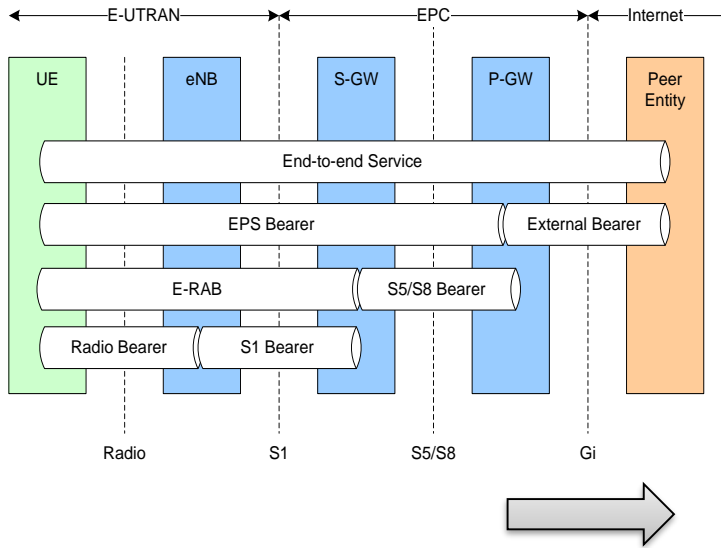 E-UTRAN EPC Internet
UE eNB S-GW P-GW Peer
Entity
End-to-end Service
EPS Bearer External Bearer
E-RAB S5/S8 Bearer
Radio Bearer S1 Bearer
Radio S1 S5/S8 Gi